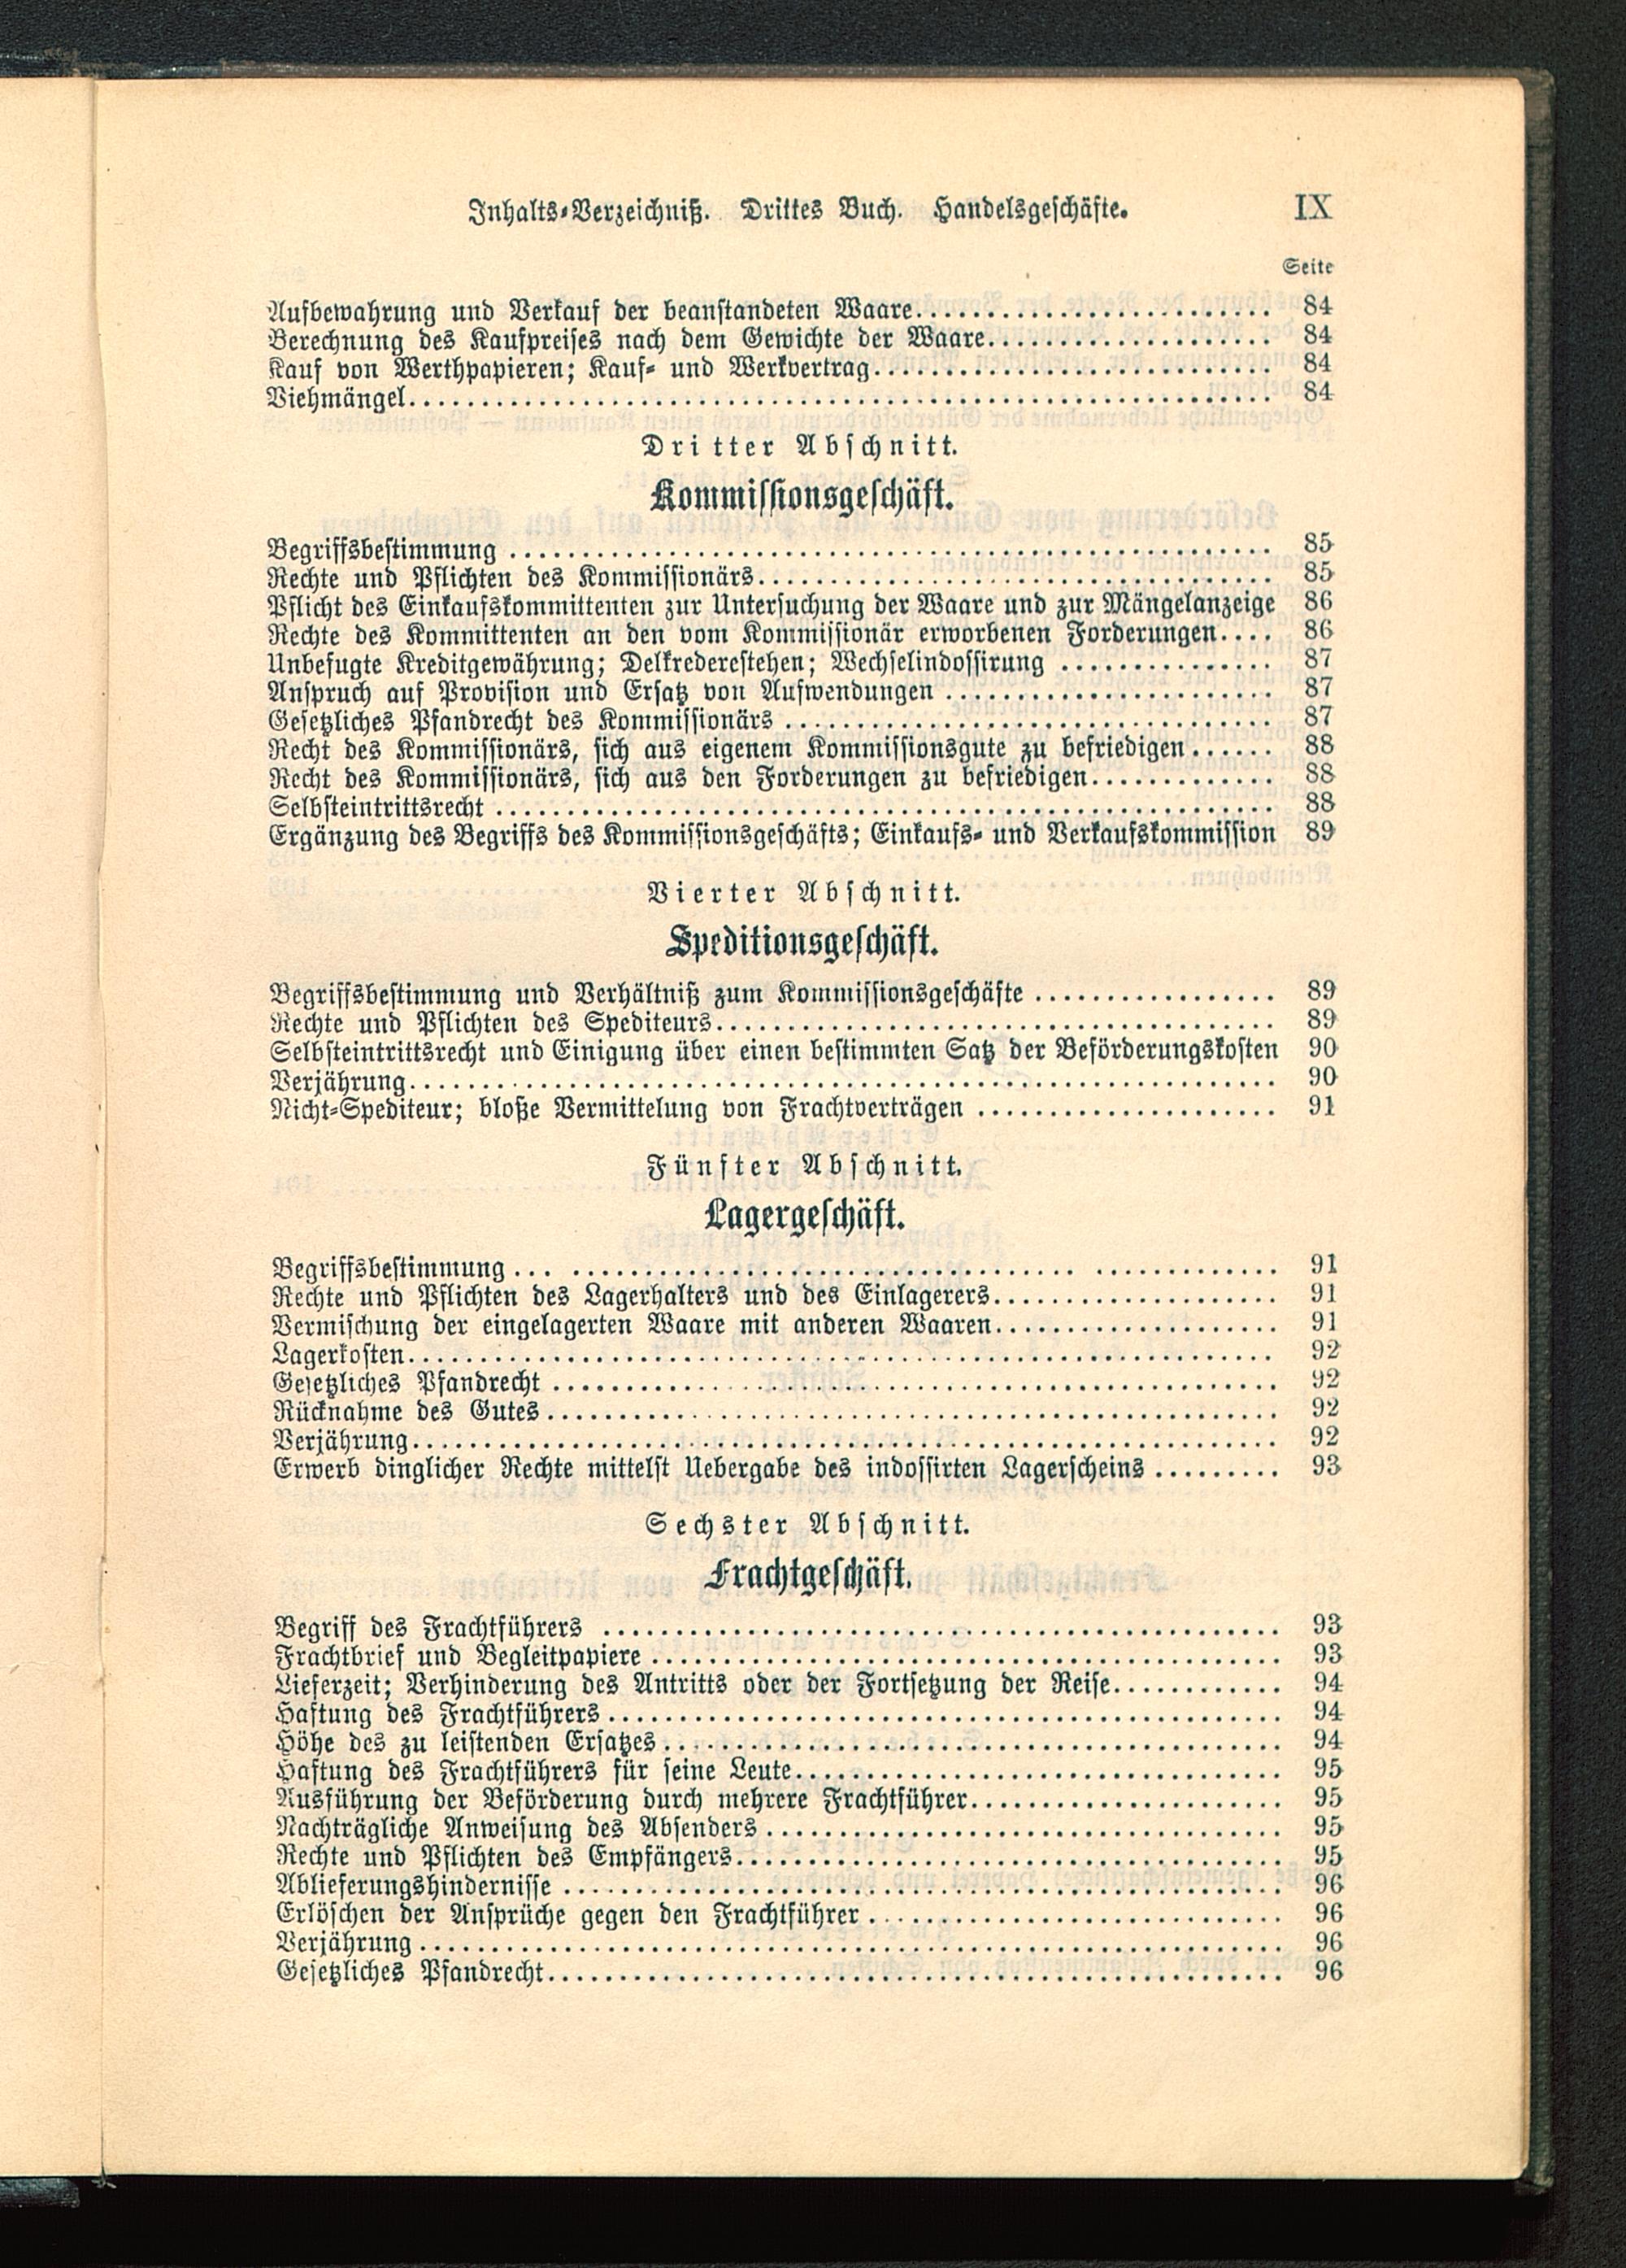 Inhalts-Verzeichniß. Drittes Buch. Handelsgeschäfte. IX
Seite
Aufbewahrung und Verkauf der beanstandeten Waare. 84
Berechnung des Kaufpreises nach dem Gewichte der Waare. 84
Kauf von Werthpapieren; Kauf- und Werkvertrag. 84
Viehmängel. 84
Dritter Abschnitt.
Kommissionsgeschäft.
Begriffsbestimmung 85
Rechte und Pflichten des Kommissionärs. 85
Pflicht des Einkaufskommittenten zur Untersuchung der Waare und zur Mängelanzeige 86
Rechte des Kommittenten an den vom Kommissionär erworbenen Forderungen. 86
Unbefugte Kreditgewährung; Delkrederestehen; Wechselindossirung 87
Anspruch auf Provision und Ersatz von Aufwendungen 87
Gesetzliches Pfandrecht des Kommissionärs 87
Recht des Kommissionärs, sich aus eigenem Kommissionsgute zu befriedigen 88
Recht des Kommissionärs, sich aus den Forderungen zu befriedigen. 88
Selbsteintrittsrecht 88
Ergänzung des Begriffs des Kommissionsgeschäfts; Einkaufs- und Verkaufskommission 89
Vierter Abschnitt.
Speditionsgeschäft.
Begriffsbestimmung und Verhältniß zum Kommissionsgeschäfte 89
Rechte und Pflichten des Spediteurs. 89
Selbsteintrittsrecht und Einigung über einen bestimmten Satz der Beförderungskosten 90
Verjährung. 90
Nicht-Spediteur; bloße Vermittelung von Frachtverträgen 91
Fünfter Abschnitt.
Lagergeschäft.
Begriffsbestimmung 91
Rechte und Pflichten des Lagerhalters und des Einlagerers. 91
Vermischung der eingelagerten Waare mit anderen Waaren. 91
Lagerkosten. 92
Gesetzliches Pfandrecht 92
Rücknahme des Gutes. 92
Verjährung. 92
Erwerb dinglicher Rechte mittelst Uebergabe des indossirten Lagerscheins 93
Sechster Abschnitt.
Frachtgeschäft.
Begriff des Frachtführers 93
Frachtbrief und Begleitpapiere 93
Lieferzeit; Verhinderung des Antritts oder der Fortsetzung der Reise. 94
Haftung des Frachtführers 94
Höhe des zu leistenden Ersatzes. 94
Haftung des Frachtführers für seine Leute. 95
Ausführung der Beförderung durch mehrere Frachtführer. 95
Nachträgliche Anweisung des Absenders 95
Rechte und Pflichten des Empfängers. 95
Ablieferungshindernisse 96
Erlöschen der Ansprüche gegen den Frachtführer 96
Verjährung 96
Gesetzliches Pfandrecht. 96